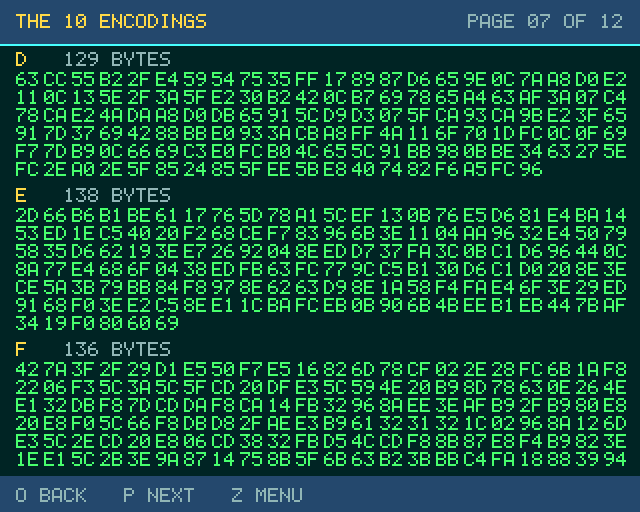 THE 10 ENCODINGS PAGE 07 OF 12
D 129 BYTES
63 CC 55 B2 2F E4 59 54 75 35 FF 17 89 87 D6 65 9E 0C 7A A8 D0 E2
11 0C 13 5E 2F 3A 5F E2 30 B2 42 0C B7 69 78 65 A4 63 AF 3A 07 C4
78 CA E2 4A DA A8 D0 DB 65 91 5C D9 D3 07 5F CA 93 CA 9B E2 3F 65
91 7D 37 69 42 88 BB E0 93 3A CB A8 FF 4A 11 6F 70 1D FC 0C 0F 69
F7 7D B9 0C 66 69 C3 E0 FC B0 4C 65 5C 91 BB 98 0B BE 34 63 27 5E
FC 2E A0 2E 5F 85 24 85 5F EE 5B E8 40 74 82 F6 A5 FC 96
E 138 BYTES
2D 66 B6 B1 BE 61 17 76 5D 78 A1 5C EF 13 0B 76 E5 D6 81 E4 BA 14
53 ED 1E C5 40 20 F2 68 CE F7 83 96 6B 3E 11 04 AA 96 32 E4 50 79
58 35 D6 62 19 3E E7 26 92 04 8E ED D7 37 FA 3C 0B C1 D6 96 44 0C
8A 77 E4 68 6F 04 38 ED FB 63 FC 77 9C C5 B1 30 D6 C1 D0 20 8E 3E
CE 5A 3B 79 BB 84 F8 97 8E 62 63 D9 8E 1A 58 F4 FA E4 6F 3E 29 ED
91 68 F0 3E E2 C5 8E E1 1C BA FC EB 0B 90 6B 4B EE B1 EB 44 7B AF
34 19 F0 80 60 69
F 136 BYTES
42 7A 3F 2F 29 D1 E5 50 F7 E5 16 82 6D 78 CF 02 2E 28 FC 6B 1A F8
22 06 F3 5C 3A 5C 5F CD 20 DF E3 5C 59 4E 20 B9 8D 78 63 0E 26 4E
E1 32 DB F8 7D CD DA F8 CA 14 FB 32 96 8A EE 3E AF B9 2F B9 80 E8
20 E8 F0 5C 66 F8 DB D8 2F AE E3 B9 61 32 31 32 1C 02 96 8A 12 6D
E3 5C 2E CD 20 E8 06 CD 38 32 FB D5 4C CD F8 8B 87 E8 F4 B9 82 3E
1E E1 5C 2B 3E 9A 87 14 75 8B 5F 6B 63 B2 3B BB C4 FA 18 88 39 94
O BACK P NEXT Z MENU